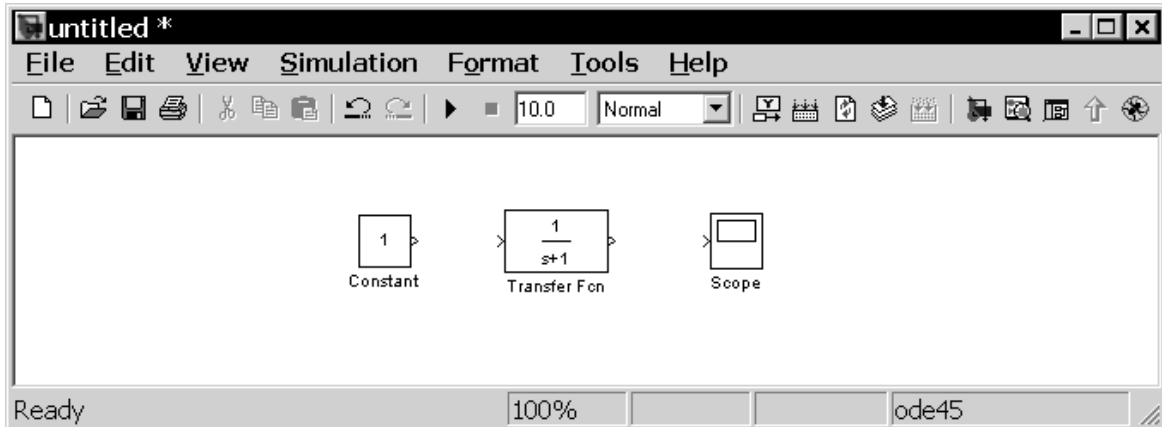 untitled *
File Edit View Simulation Format Tools Help
10.0 Normal
1
1
s+1
Constant Transfer Fcn Scope
Ready 100% ode45